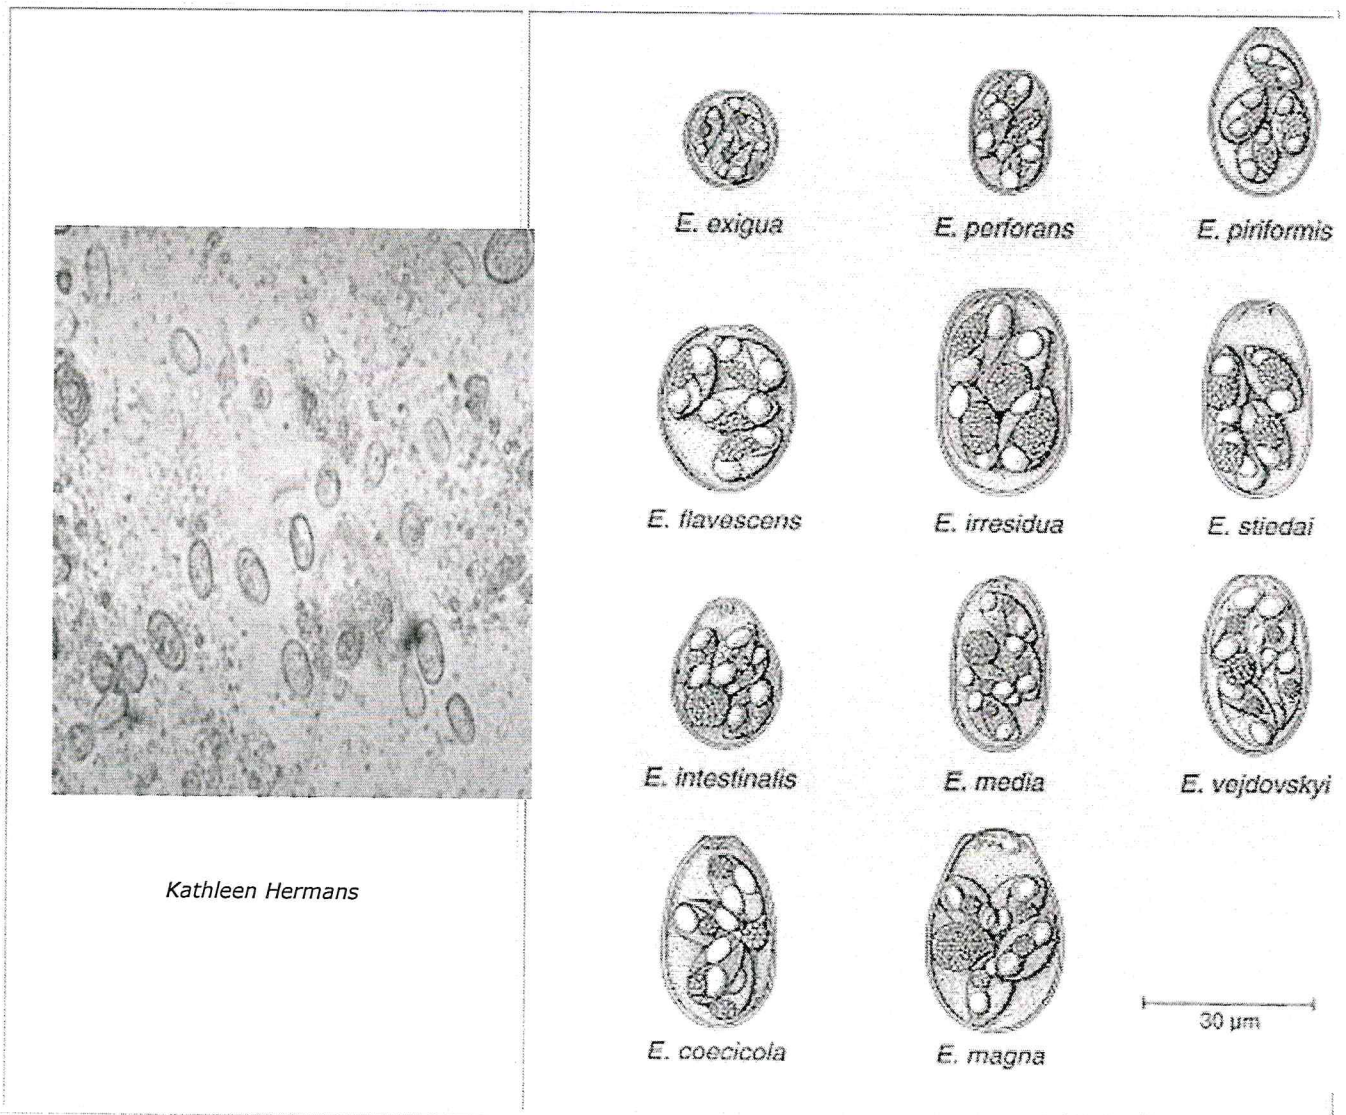 E. exigua
E. perforans
E. piriformis
E. flavescens
E. irresidua
E. stiedai
E. intestinalis
E. media
E. vejdovskyi
Kathleen Hermans
E. coecicola
E. magna
30 µm